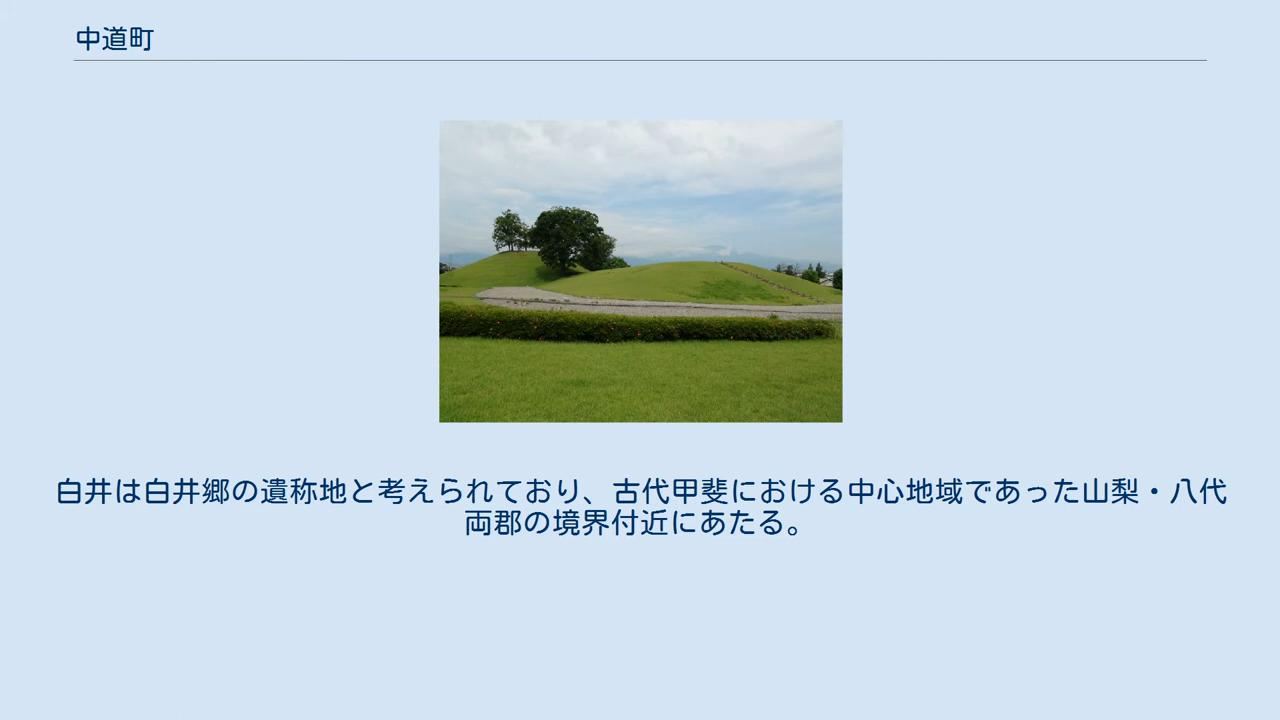 中道町
白井は白井郷の遺称地と考えられており、古代甲斐における中心地域であった山梨・八代
両郡の境界付近にあたる。